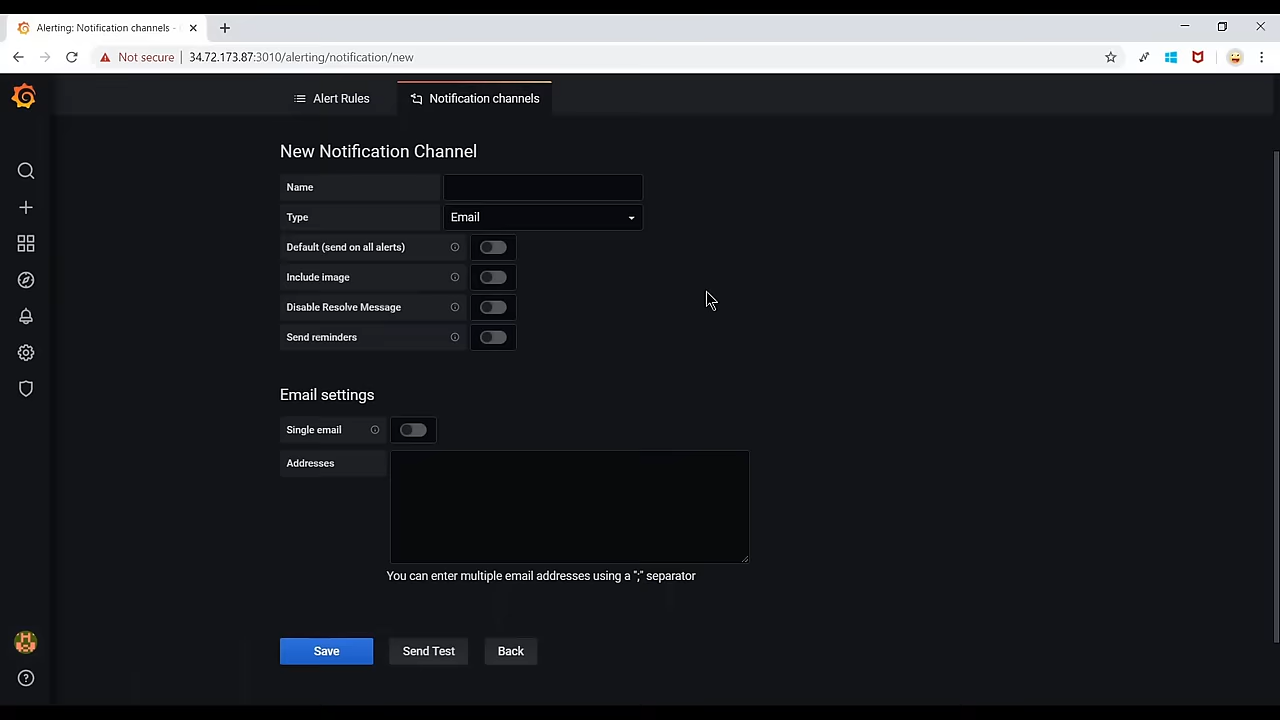 Alerting: Notification channels -
Not secure 34.72.173.87:3010/alerting/notification/new
Alert Rules Notification channels
New Notification Channel
Name
Type Email
Default (send on all alerts)
Include image
Disable Resolve Message
Send reminders
Email settings
Single email
Addresses
You can enter multiple email addresses using a ";" separator
Save Send Test Back